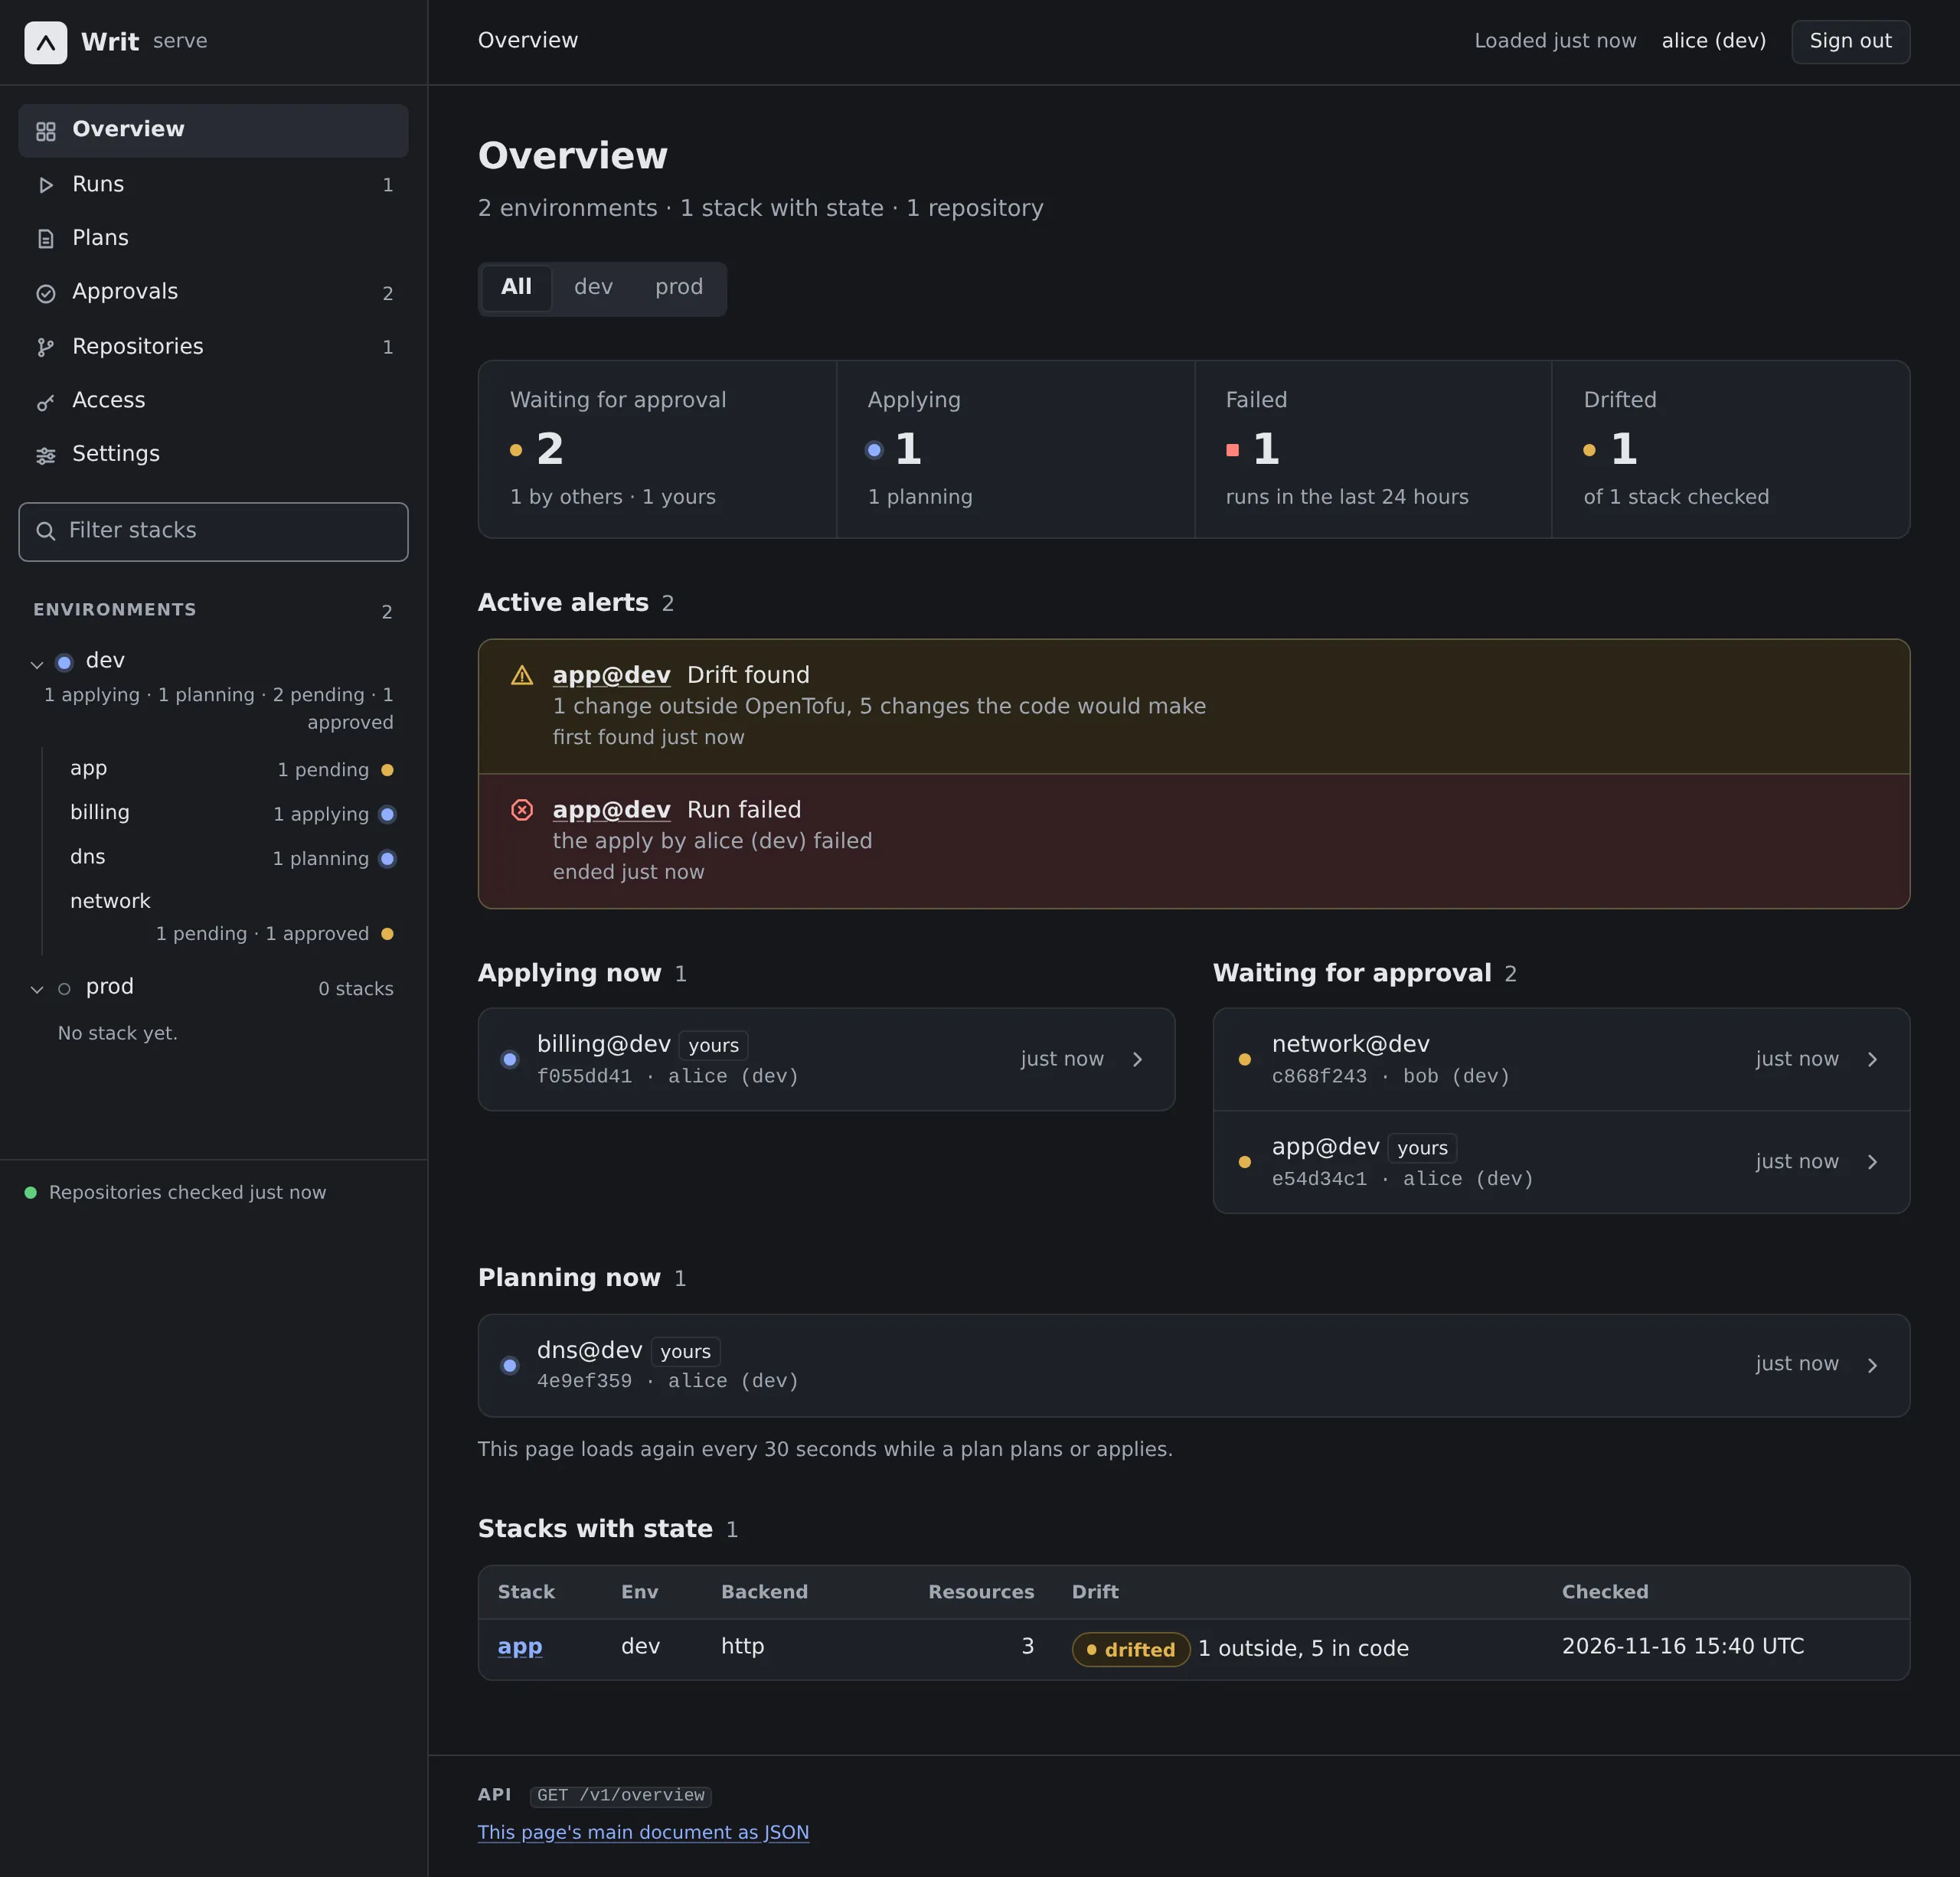 Writ serve
Overview
Runs 1
Plans
Approvals 2
Repositories 1
Access
Settings
Filter stacks
ENVIRONMENTS 2
dev
1 applying · 1 planning · 2 pending · 1
approved
app 1 pending
billing 1 applying
dns 1 planning
network
1 pending · 1 approved
prod 0 stacks
No stack yet.
Repositories checked just now
Overview Loaded just now alice (dev) Sign out
Overview
2 environments · 1 stack with state · 1 repository
All dev prod
Waiting for approval
2
1 by others · 1 yours
Applying
1
1 planning
Failed
1
runs in the last 24 hours
Drifted
1
of 1 stack checked
Active alerts 2
app@dev Drift found
1 change outside OpenTofu, 5 changes the code would make
first found just now
app@dev Run failed
the apply by alice (dev) failed
ended just now
Applying now 1
billing@dev yours
f055dd41 · alice (dev)
just now
Waiting for approval 2
network@dev
c868f243 · bob (dev)
just now
app@dev yours
e54d34c1 · alice (dev)
just now
Planning now 1
dns@dev yours
4e9ef359 · alice (dev)
just now
This page loads again every 30 seconds while a plan plans or applies.
Stacks with state 1
Stack Env Backend Resources Drift Checked
app dev http 3 drifted 1 outside, 5 in code 2026-11-16 15:40 UTC
API GET /v1/overview
This page's main document as JSON